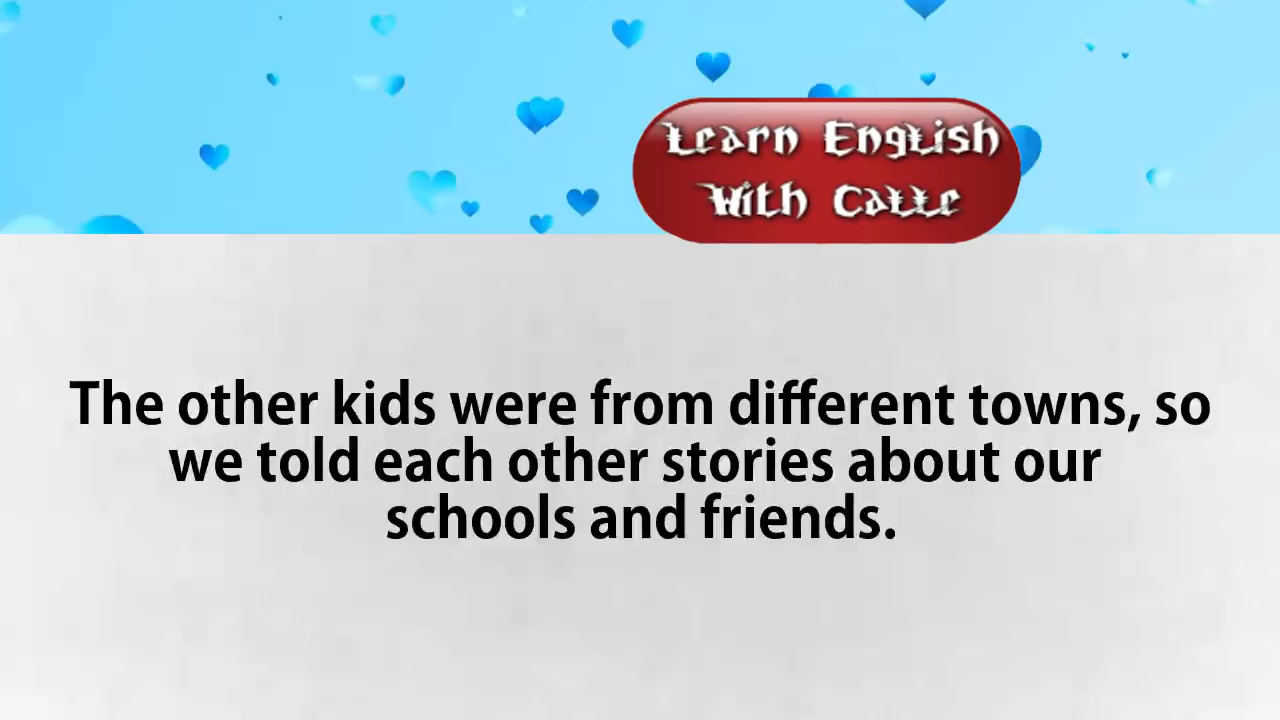 Learn English
With Calle
The other kids were from different towns, so
we told each other stories about our
schools and friends.